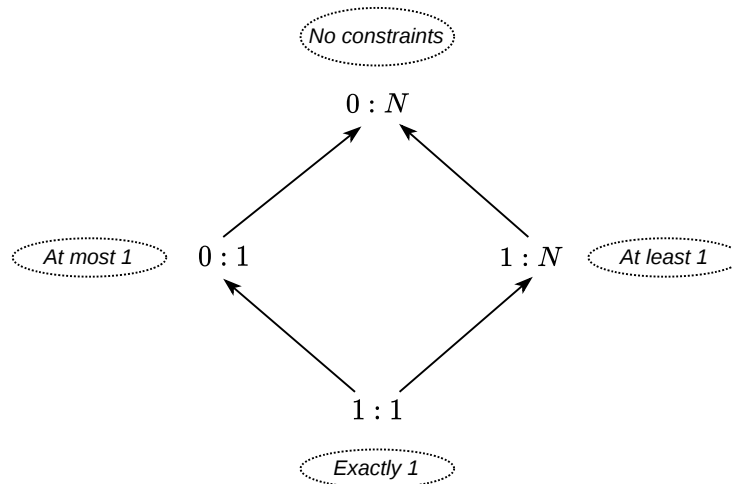 No constraints
0 : N
At most 1
0 : 1
1 : N
At least 1
1 : 1
Exactly 1